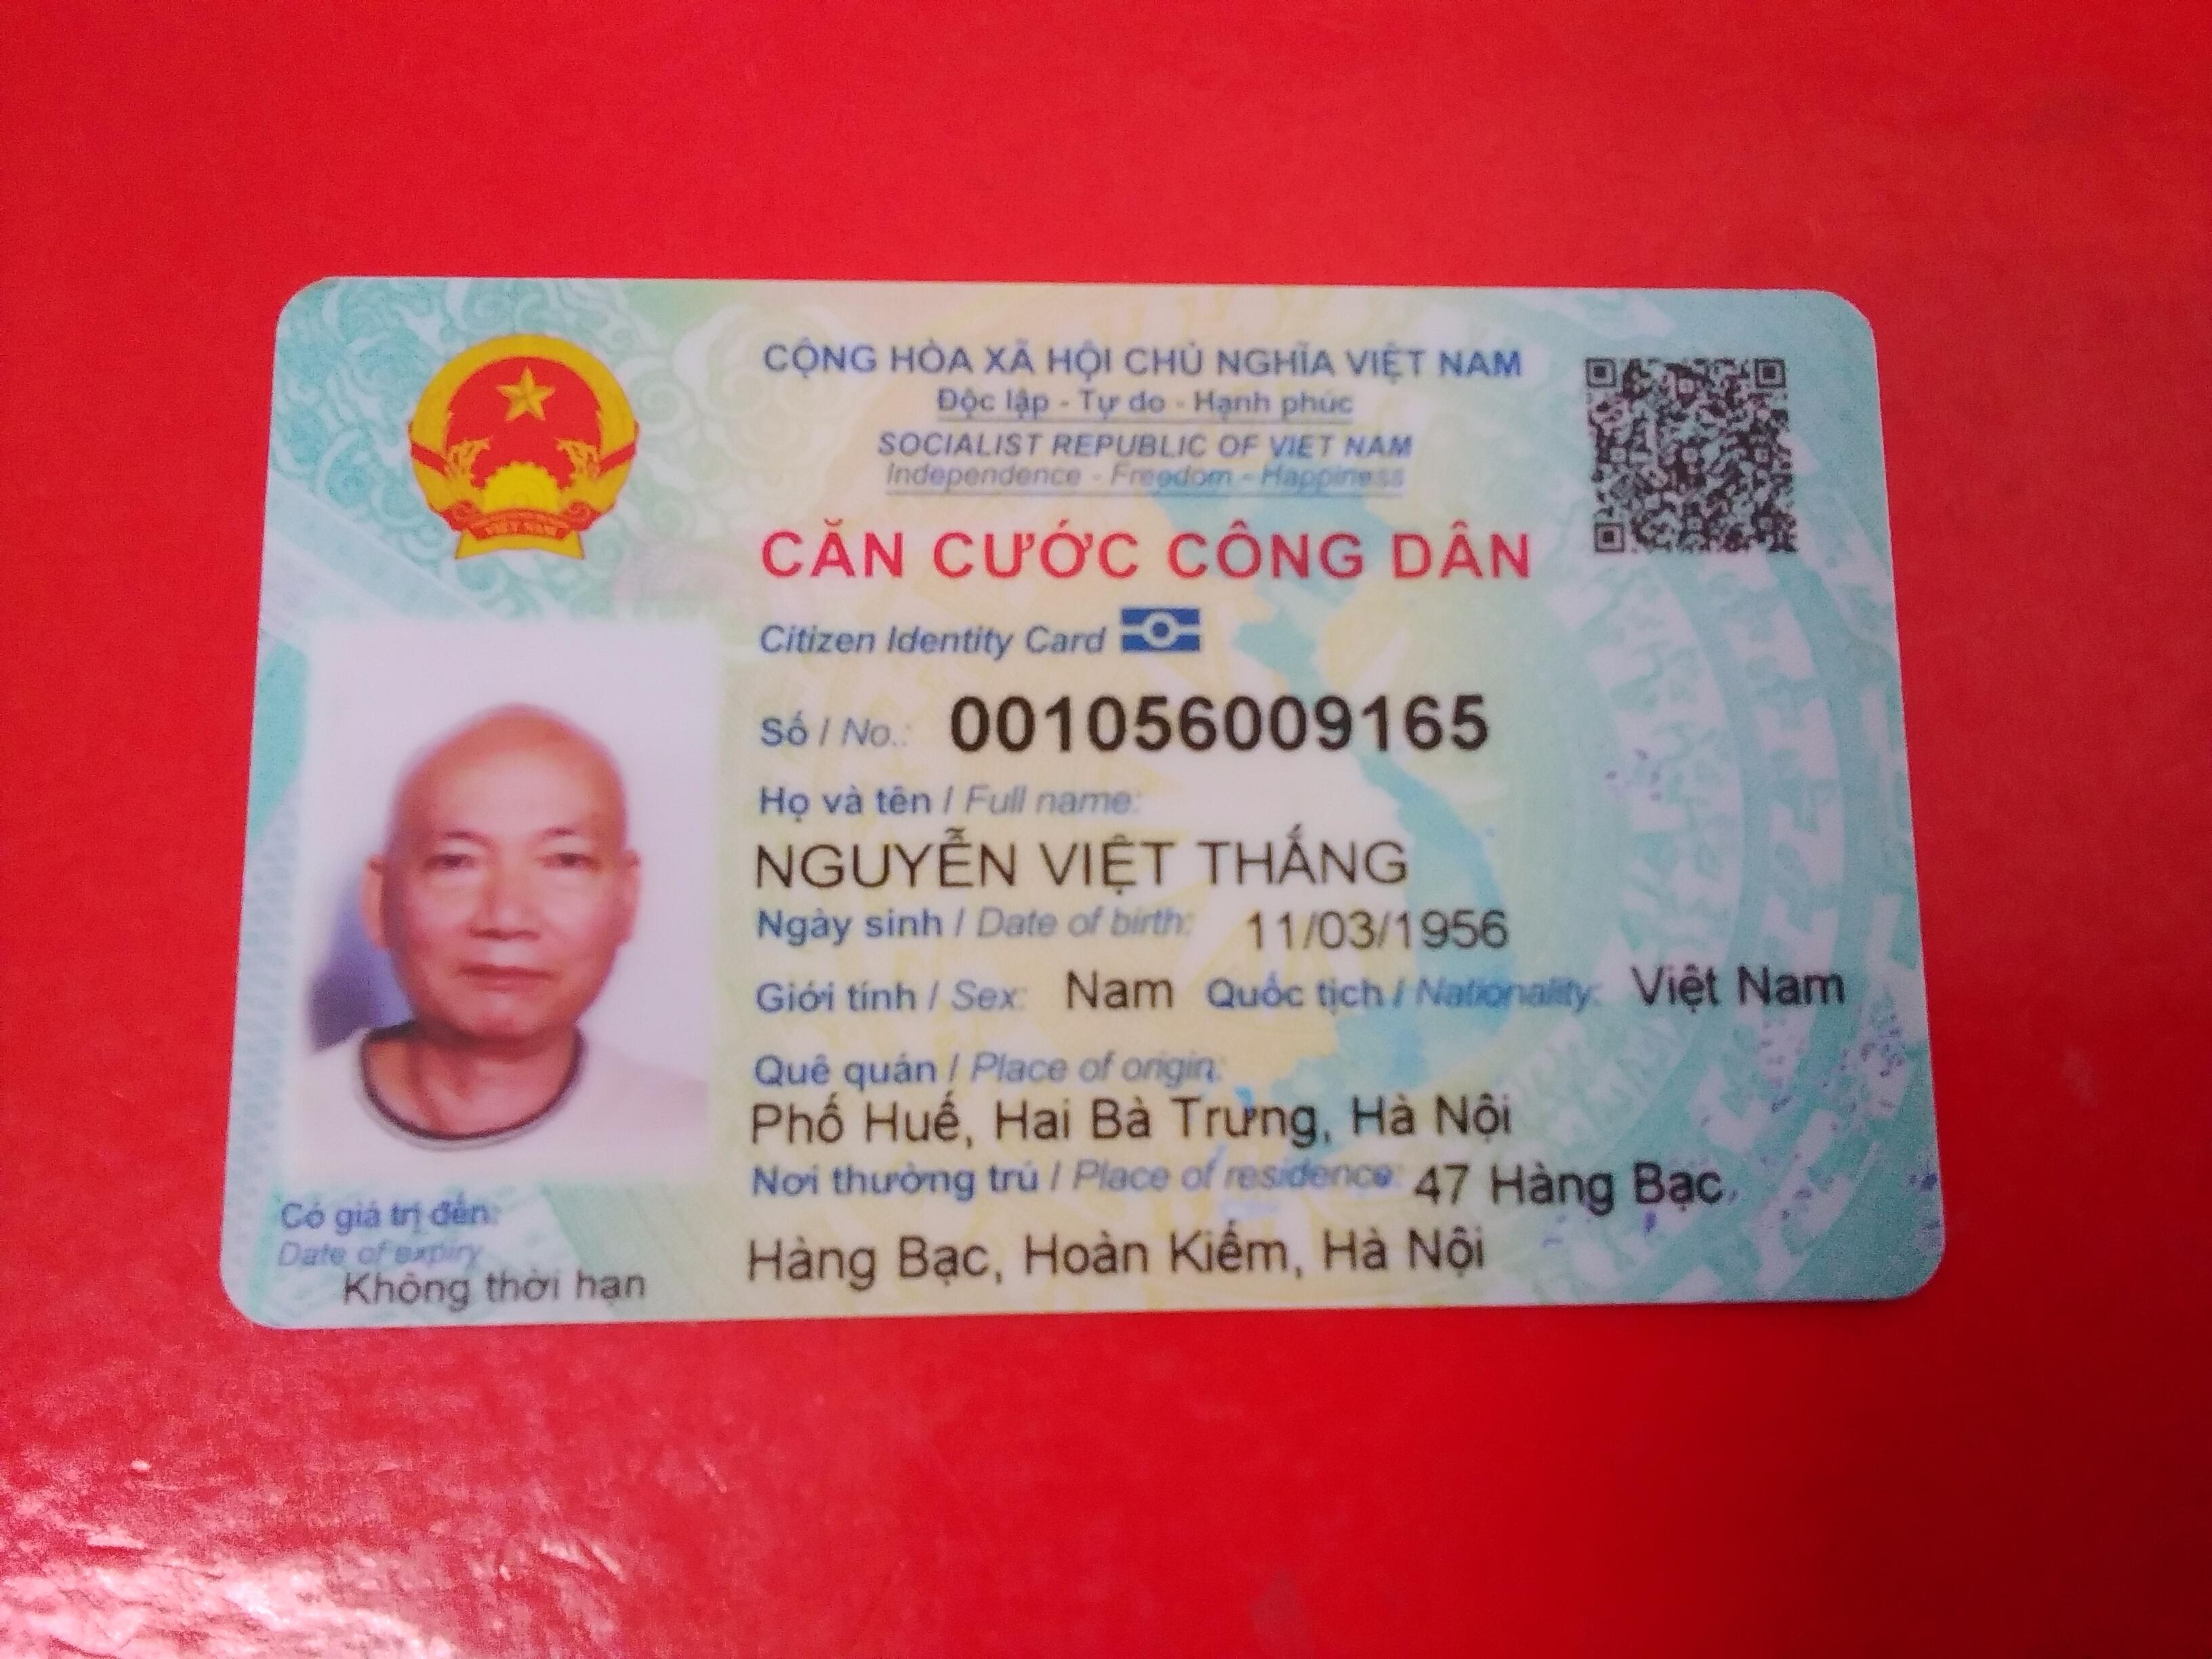 CỘNG HÒA XÃ HỘI CHỦ NGHĨA VIỆT NAM
Độc lập - Tự do - Hạnh phúc
SOCIALIST REPUBLIC OF VIET NAM
Independence - Freedom - Happiness
CĂN CƯỚC CÔNG DÂN
Citizen Identity Card
Số / No.: 001056009165
Họ và tên / Full name:
NGUYỄN VIỆT THẮNG
Ngày sinh / Date of birth: 11/03/1956
Giới tính / Sex: Nam Quốc tịch / Nationality: Việt Nam
Quê quán / Place of origin:
Phố Huế, Hai Bà Trưng, Hà Nội
Nơi thường trú / Place of residence: 47 Hàng Bạc,
Hàng Bạc, Hoàn Kiếm, Hà Nội
Có giá trị đến:
Date of expiry
Không thời hạn
VIỆT NAM